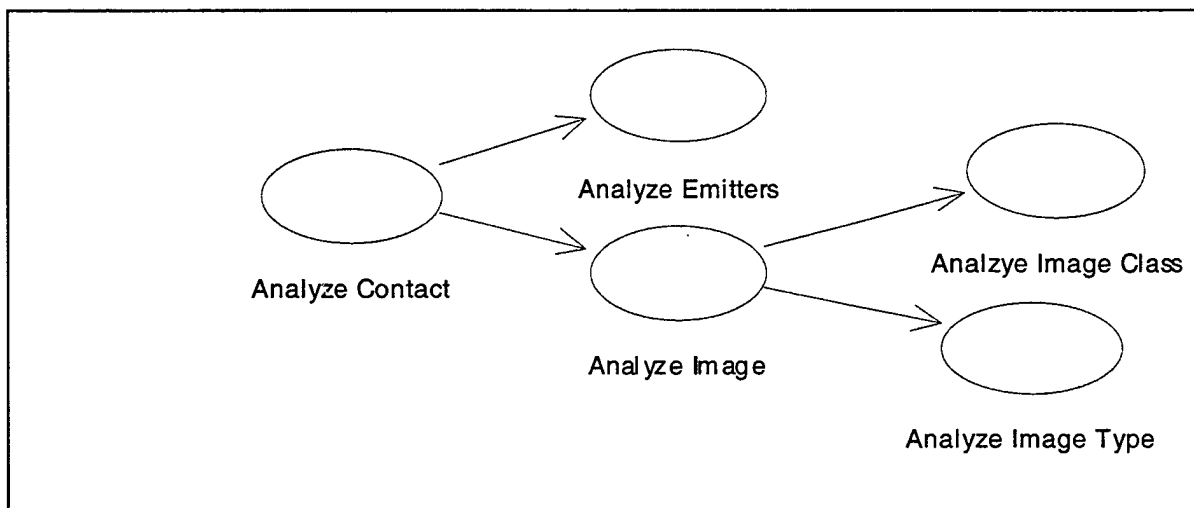 Analyze Emitters
Analzye Image Class
Analyze Contact
Analyze Image
Analyze Image Type